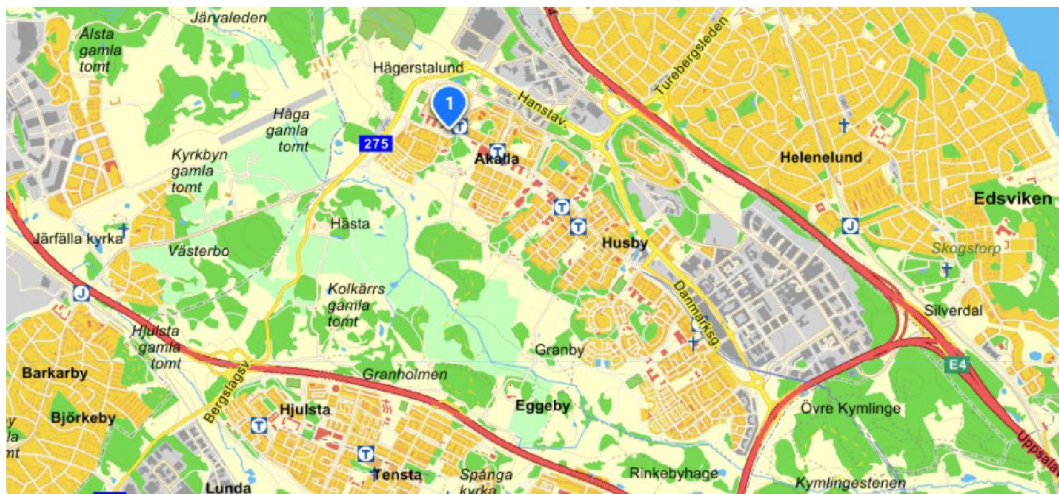 Järvaleden
Älsta
gamla
tomt
Hägerstalund
Turebergsleden
1
Hanstav.
T
Håga
gamla
tomt
275
T
Akalla
Kyrkbyn
gamla
tomt
Helenelund
Edsviken
Hästa
T
T
J
Järfälla kyrka
Västerbo
Husby
Skogstorp
J
Kolkärrs
gamla
tomt
Danmarksg.
Silverdal
Hjulsta
gamla
tomt
Granby
Barkarby
Granholmen
E4
Bergslagsv.
Björkeby
Hjulsta
Eggeby
Övre Kymlinge
T
T
Tensta
Spånga
kyrka
Rinkebyhage
Kymlingestenen
Lunda
tomt